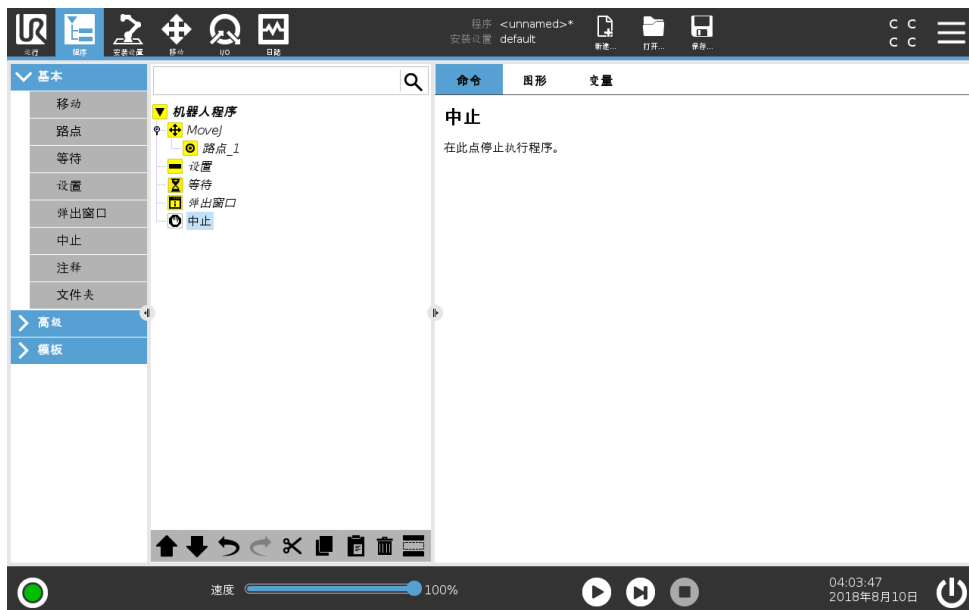 UR
运行
程序
安装设置
移动
I/O
日志
程序 <unnamed>*
安装设置 default
新建...
打开...
保存...
C C
C C
基本
移动
路点
等待
设置
弹出窗口
中止
注释
文件夹
高级
模板
机器人程序
MoveJ
路点_1
设置
等待
弹出窗口
中止
命令 图形 变量
中止
在此点停止执行程序。
速度 100%
04:03:47
2018年8月10日